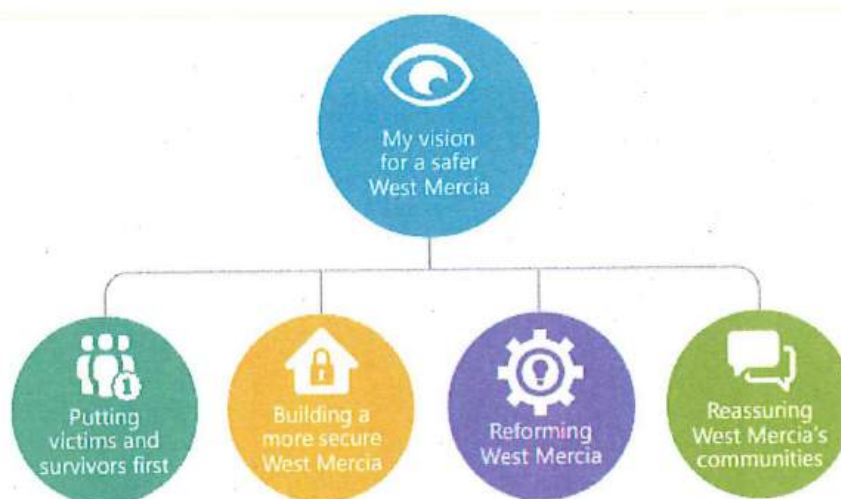 My vision
for a safer
West Mercia
Putting
victims and
survivors first
Building a
more secure
West Mercia
Reforming
West Mercia
Reassuring
West Mercia's
communities